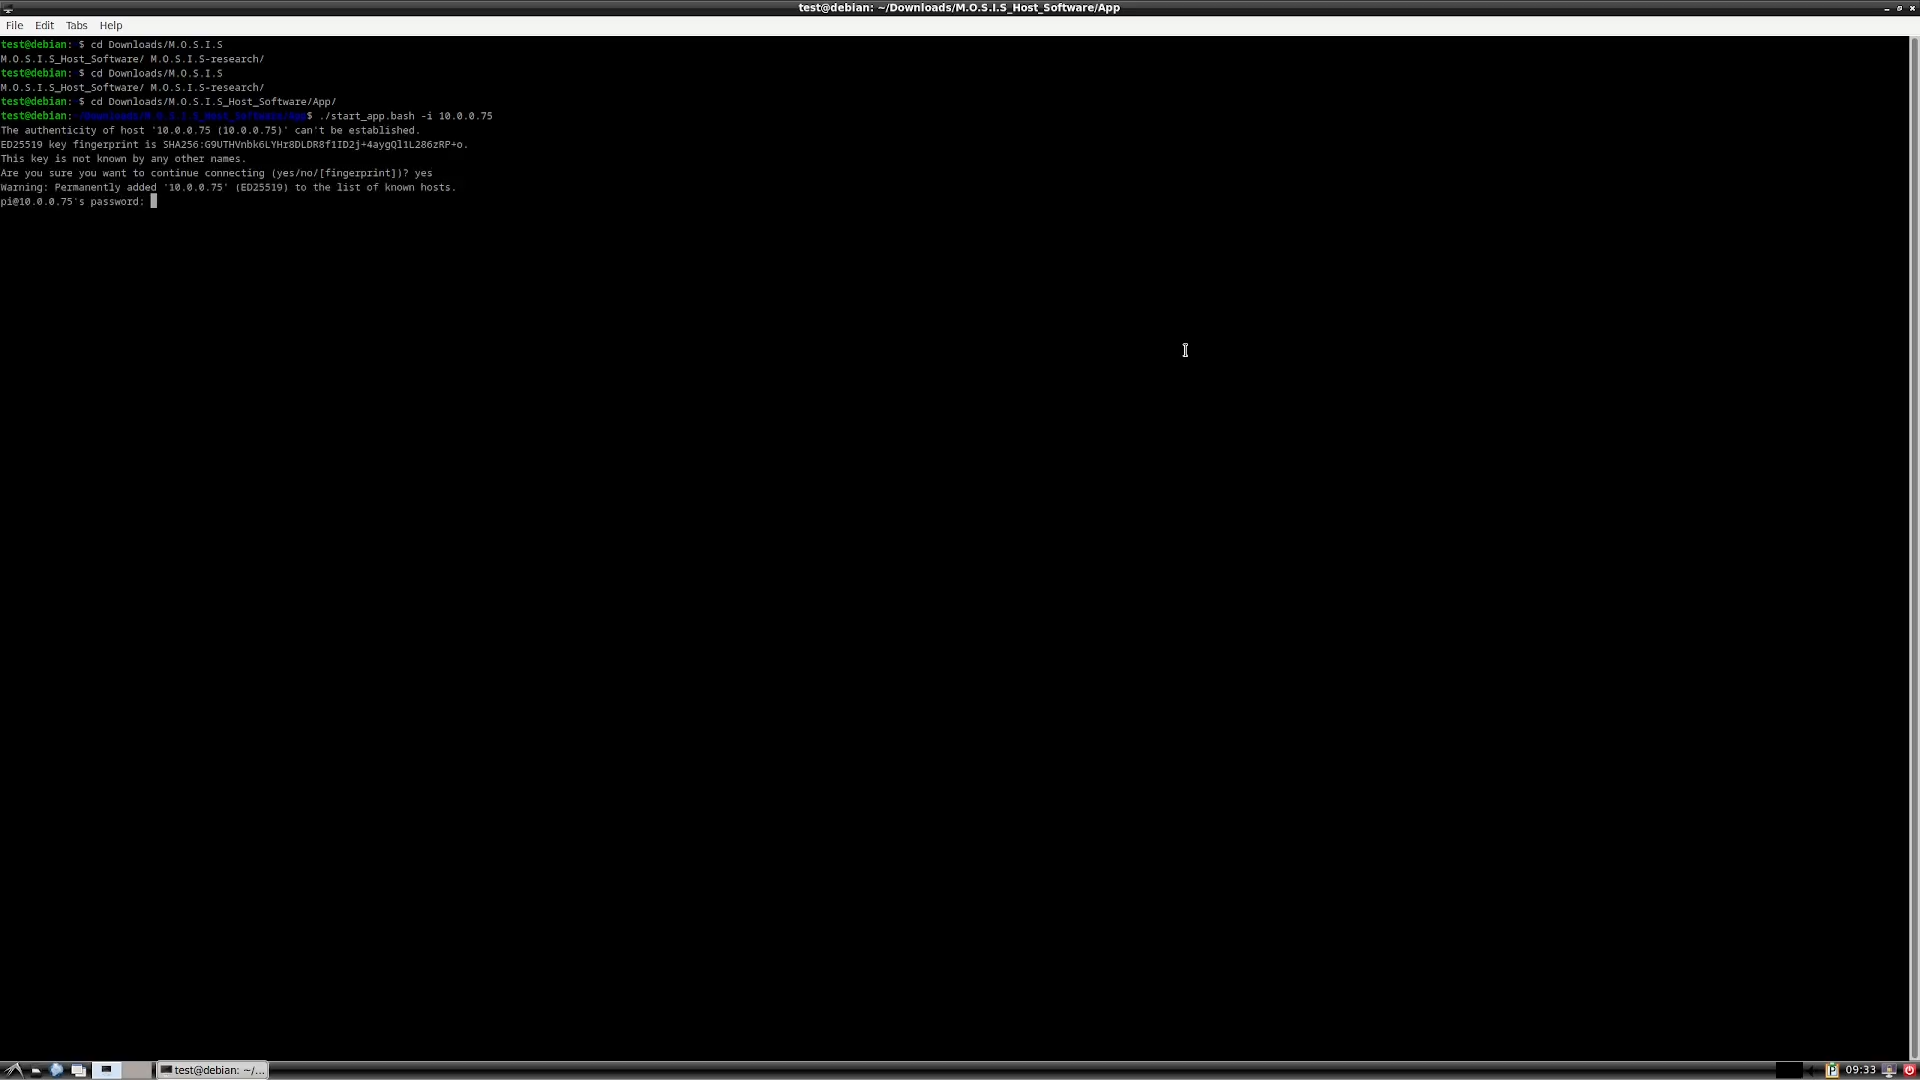 test@debian: ~/Downloads/M.O.S.I.S_Host_Software/App
File Edit Tabs Help
test@debian: $ cd Downloads/M.O.S.I.S
M.O.S.I.S_Host_Software/ M.O.S.I.S-research/
test@debian: $ cd Downloads/M.O.S.I.S
M.O.S.I.S_Host_Software/ M.O.S.I.S-research/
test@debian: $ cd Downloads/M.O.S.I.S_Host_Software/App/
test@debian:~/Downloads/M.O.S.I.S_Host_Software/App$ ./start_app.bash -i 10.0.0.75
The authenticity of host '10.0.0.75 (10.0.0.75)' can't be established.
ED25519 key fingerprint is SHA256:G9UTHVnbk6LYHr8DLDR8f1ID2j+4aygQl1L286zRP+o.
This key is not known by any other names.
Are you sure you want to continue connecting (yes/no/[fingerprint])? yes
Warning: Permanently added '10.0.0.75' (ED25519) to the list of known hosts.
pi@10.0.0.75's password:
test@debian: ~/...
09:33